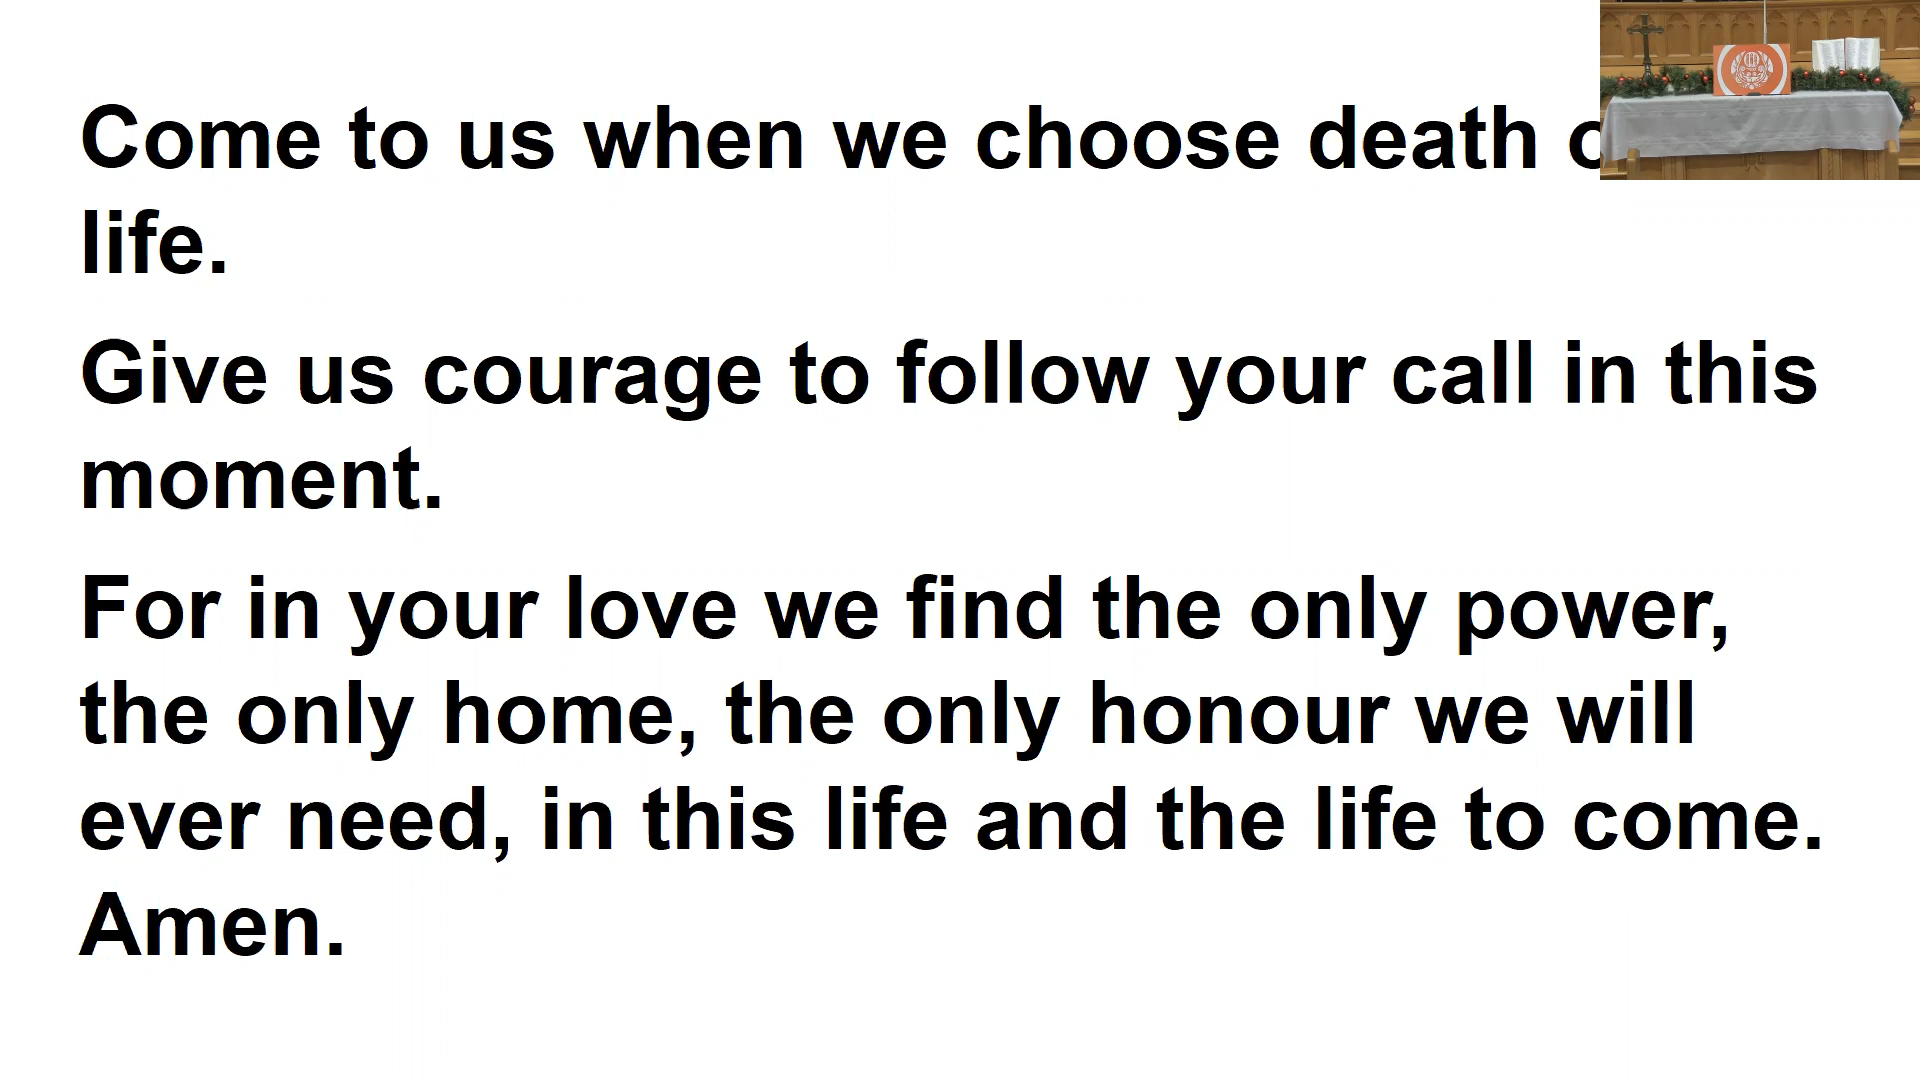 Come to us when we choose death
life.
Give us courage to follow your call in this
moment.
For in your love we find the only power,
the only home, the only honour we will
ever need, in this life and the life to come.
Amen.